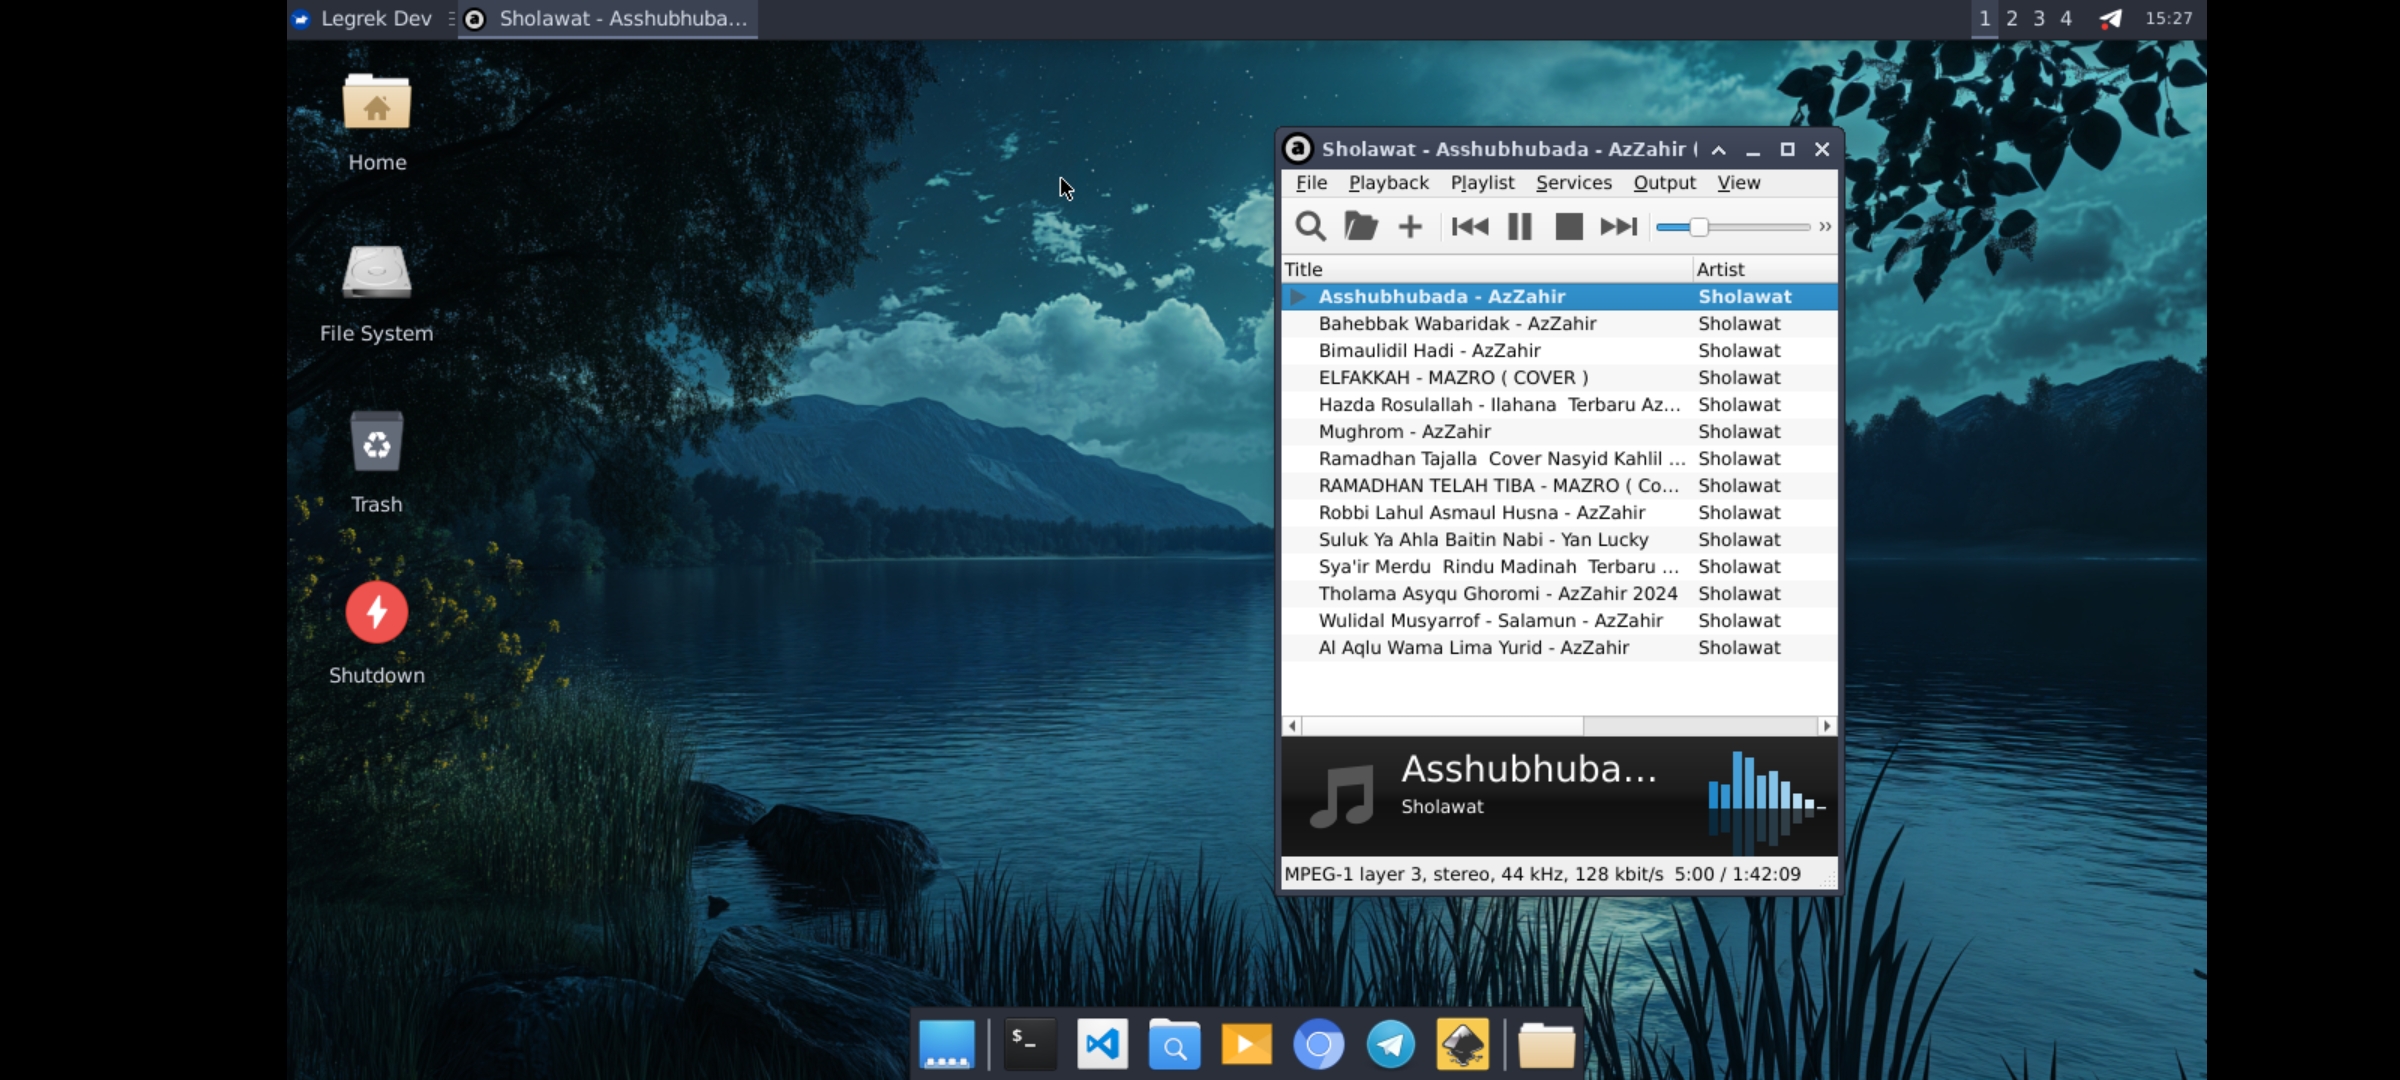 Legrek Dev
Sholawat - Asshubhuba...
1 2 3 4
15:27
Home
File System
Trash
Shutdown
Sholawat - Asshubhubada - AzZahir (
File Playback Playlist Services Output View
Title Artist
Asshubhubada - AzZahir Sholawat
Bahebbak Wabaridak - AzZahir Sholawat
Bimaulidil Hadi - AzZahir Sholawat
ELFAKKAH - MAZRO ( COVER ) Sholawat
Hazda Rosulallah - Ilahana  Terbaru Az... Sholawat
Mughrom - AzZahir Sholawat
Ramadhan Tajalla  Cover Nasyid Kahlil ... Sholawat
RAMADHAN TELAH TIBA - MAZRO ( Co... Sholawat
Robbi Lahul Asmaul Husna - AzZahir Sholawat
Suluk Ya Ahla Baitin Nabi - Yan Lucky Sholawat
Sya'ir Merdu  Rindu Madinah  Terbaru ... Sholawat
Tholama Asyqu Ghoromi - AzZahir 2024 Sholawat
Wulidal Musyarrof - Salamun - AzZahir Sholawat
Al Aqlu Wama Lima Yurid - AzZahir Sholawat
Asshubhuba...
Sholawat
MPEG-1 layer 3, stereo, 44 kHz, 128 kbit/s 5:00 / 1:42:09
$_